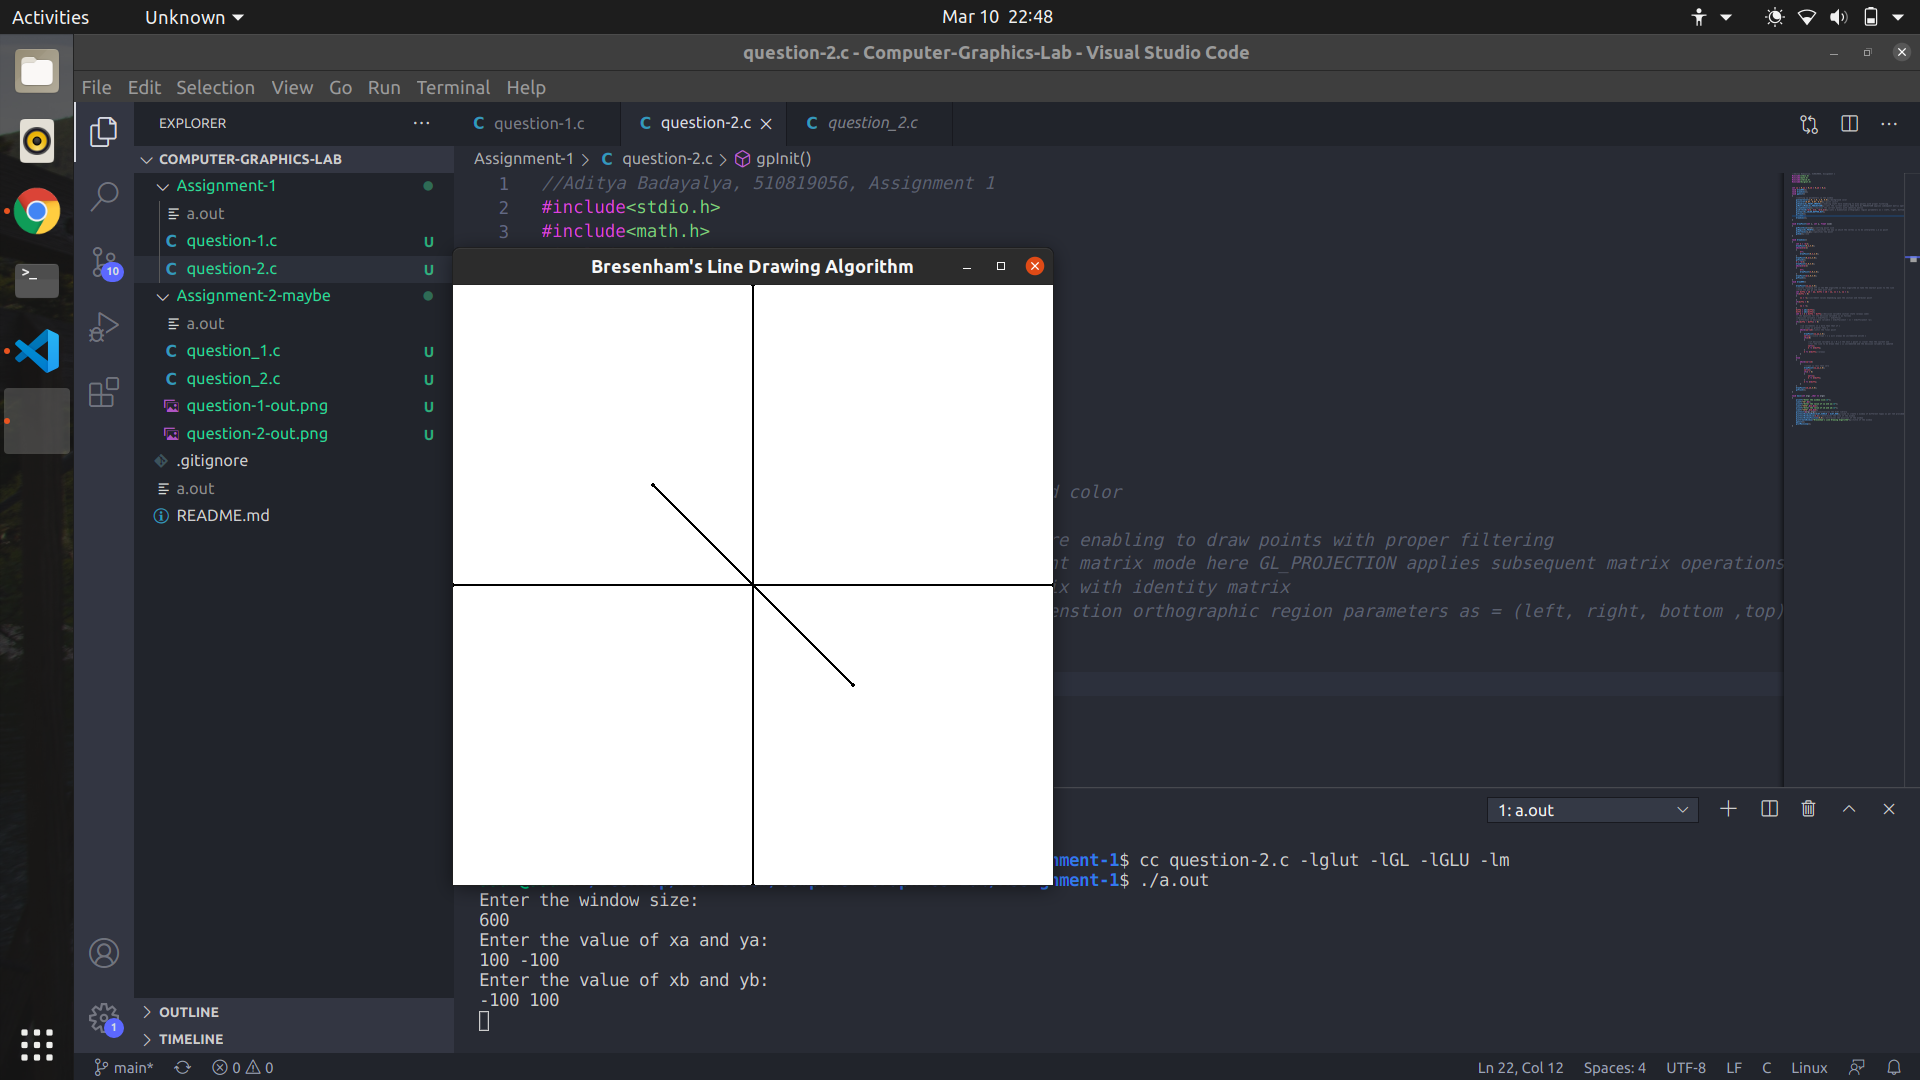 Activities
Unknown
Mar 10 22:48
question-2.c - Computer-Graphics-Lab - Visual Studio Code
File Edit Selection View Go Run Terminal Help
EXPLORER
COMPUTER-GRAPHICS-LAB
Assignment-1
a.out
question-1.c U
question-2.c U
Assignment-2-maybe
a.out
question_1.c U
question_2.c U
question-1-out.png U
question-2-out.png U
.gitignore
a.out
README.md
OUTLINE
TIMELINE
10
1
C question-1.c
C question-2.c
C question_2.c
Assignment-1 > C question-2.c > gpInit()
1 //Aditya Badayalya, 510819056, Assignment 1
2 #include<stdio.h>
3 #include<math.h>
Bresenham's Line Drawing Algorithm
color
re enabling to draw points with proper filtering
nt matrix mode here GL_PROJECTION applies subsequent matrix operations
ix with identity matrix
enstion orthographic region parameters as = (left, right, bottom ,top)
1: a.out
nment-1$ cc question-2.c -lglut -lGL -lGLU -lm
nment-1$ ./a.out
Enter the window size:
600
Enter the value of xa and ya:
100 -100
Enter the value of xb and yb:
-100 100
main* 0 0
Ln 22, Col 12 Spaces: 4 UTF-8 LF C Linux